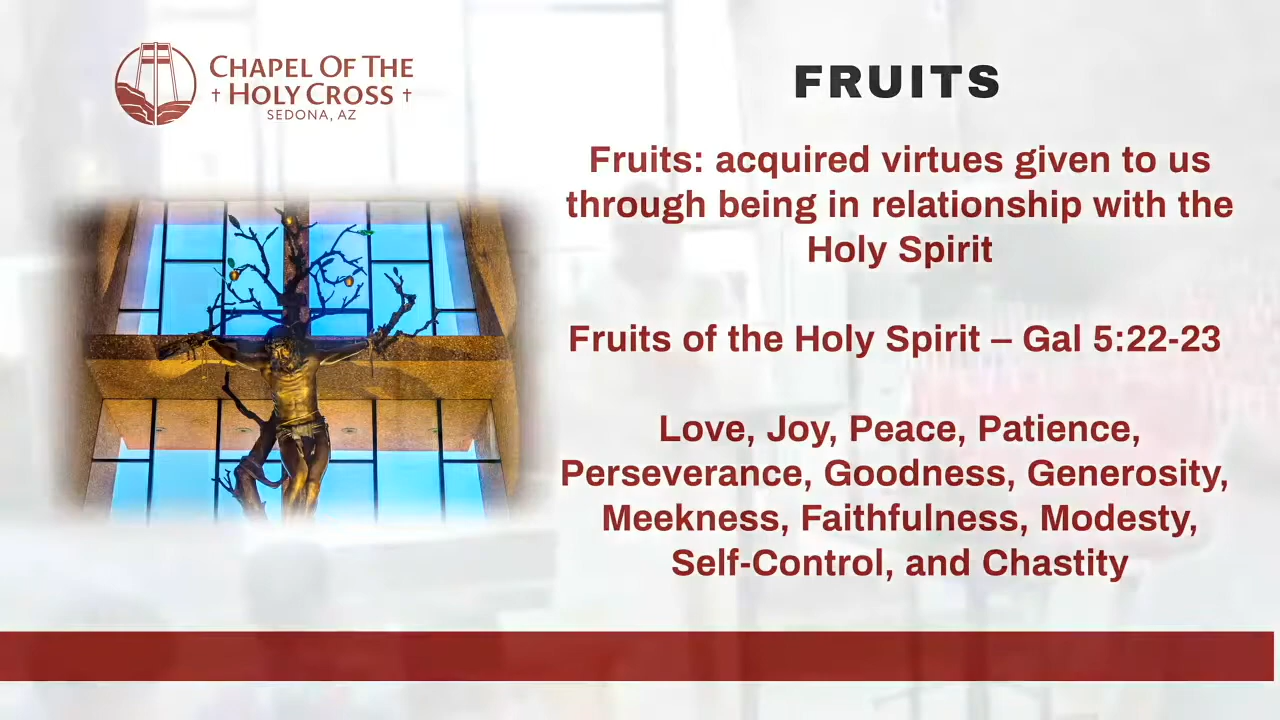 CHAPEL OF THE
HOLY CROSS
SEDONA, AZ
FRUITS
Fruits: acquired virtues given to us
through being in relationship with the
Holy Spirit
Fruits of the Holy Spirit – Gal 5:22-23
Love, Joy, Peace, Patience,
Perseverance, Goodness, Generosity,
Meekness, Faithfulness, Modesty,
Self-Control, and Chastity